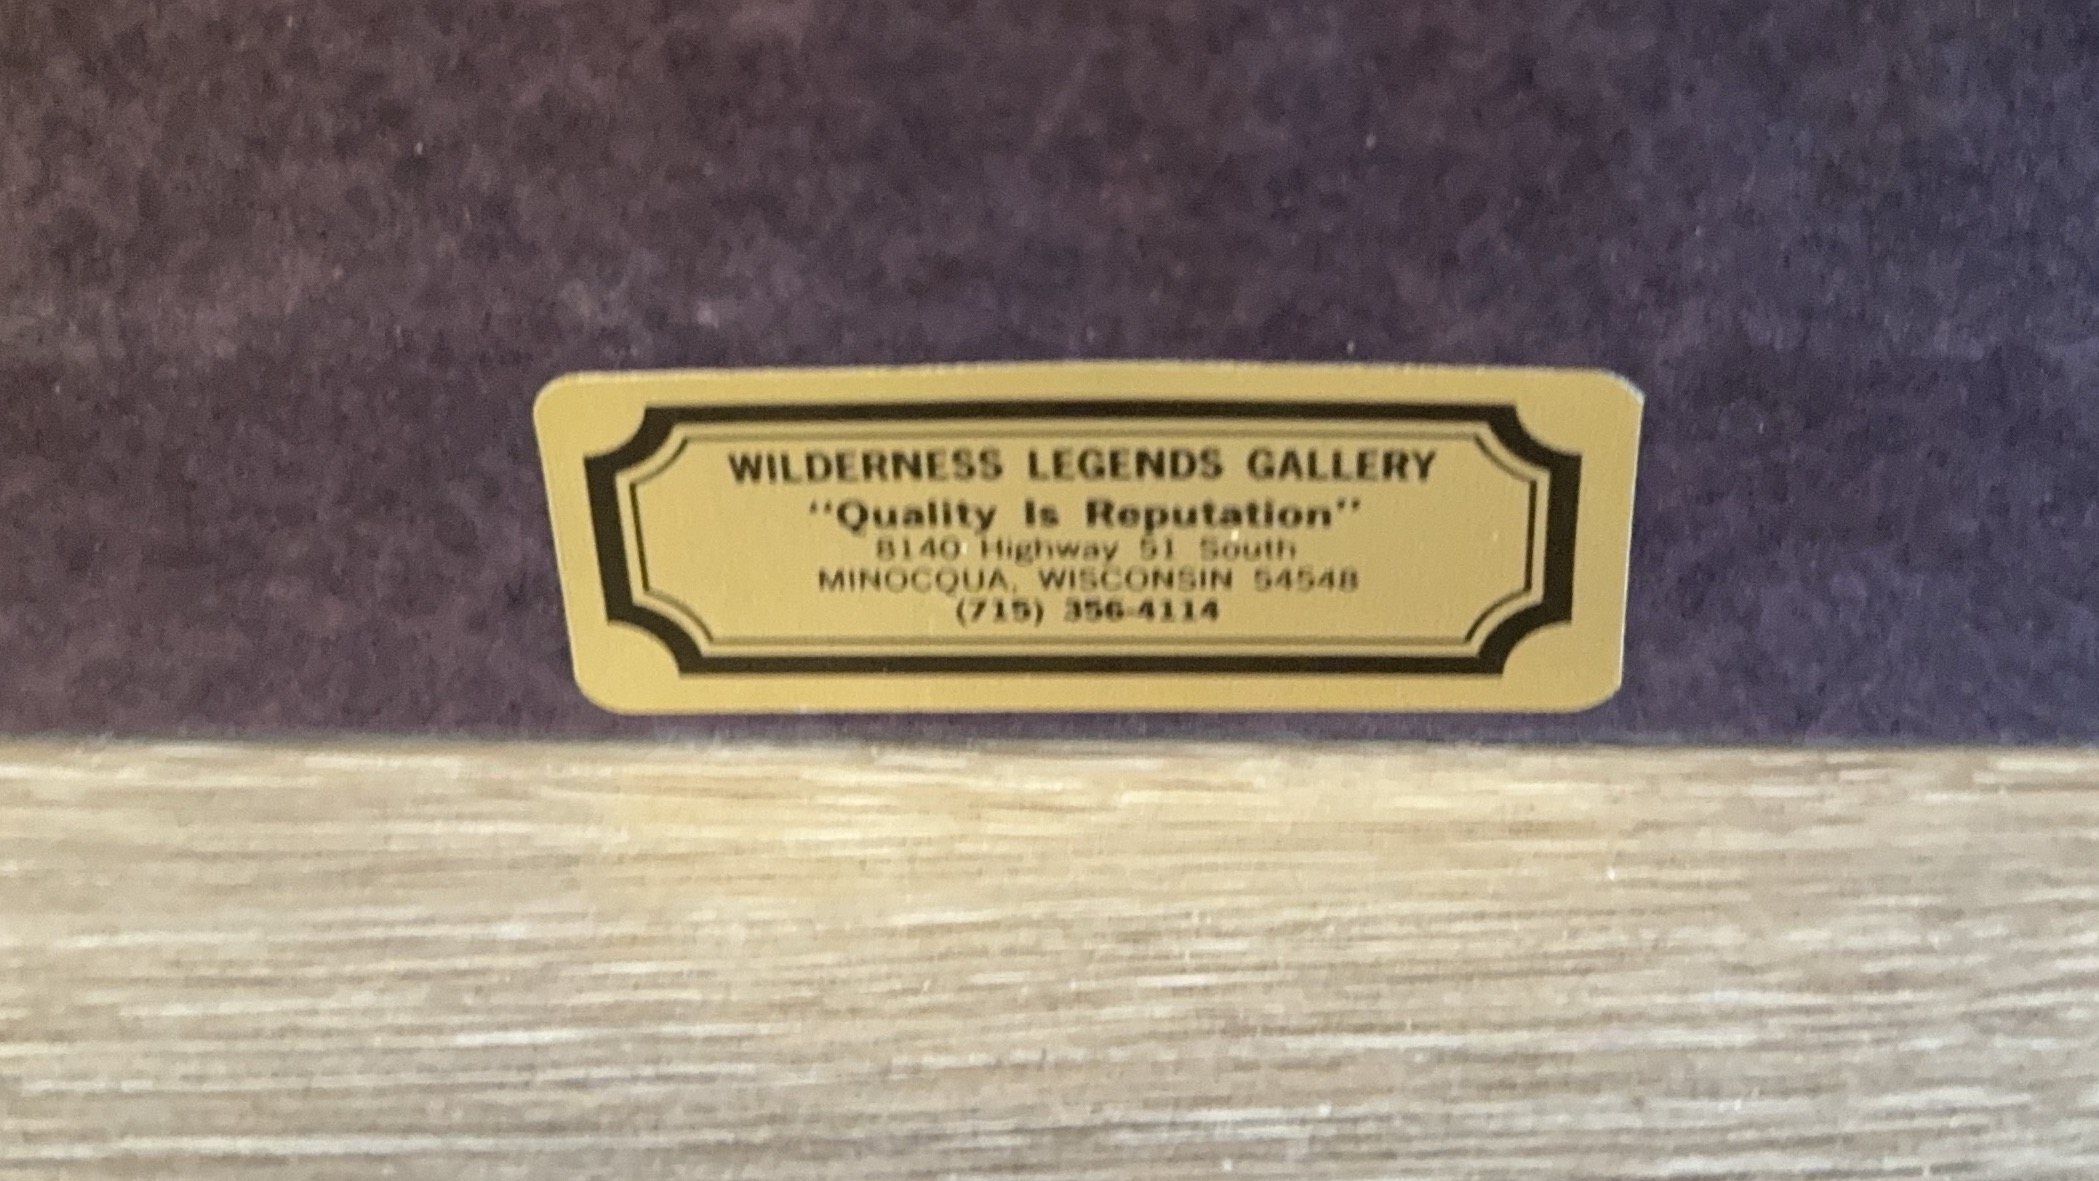 WILDERNESS LEGENDS GALLERY
"Quality Is Reputation"
8140 Highway 51 South
MINOCQUA, WISCONSIN 54548
(715) 356-4114